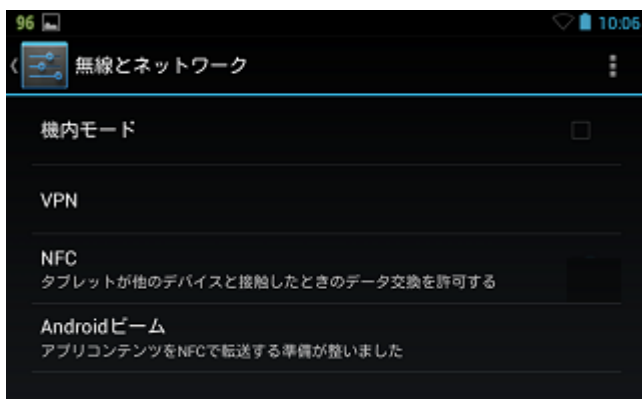 96 10:06
無線とネットワーク
機内モード
VPN
NFC
タブレットが他のデバイスと接触したときのデータ交換を許可する
Androidビーム
アプリコンテンツをNFCで転送する準備が整いました